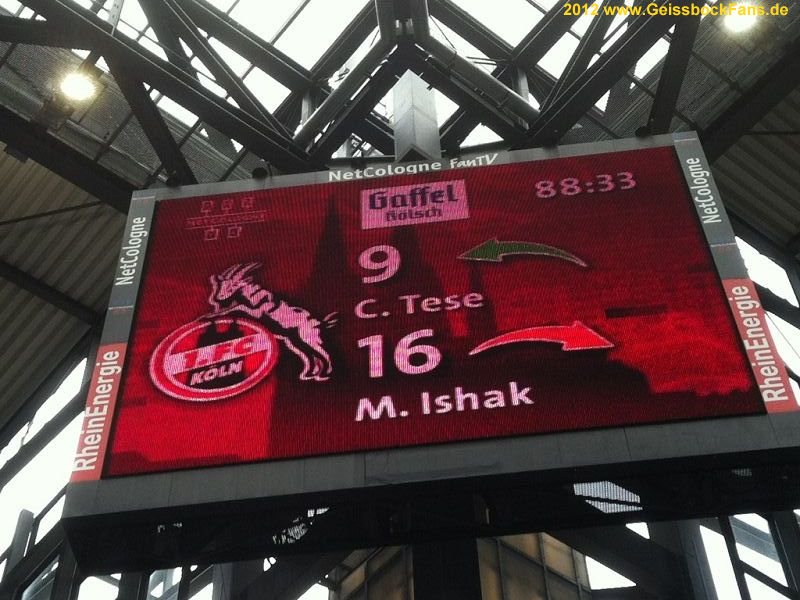 2012 www.GeissbockFans.de
NetCologne FanTV
NetCologne
NetCologne
NETCOLOGNE
Gaffel
Kölsch
88:33
9
C. Tese
1. FC
KÖLN
16
M. Ishak
RheinEnergie
RheinEnergie